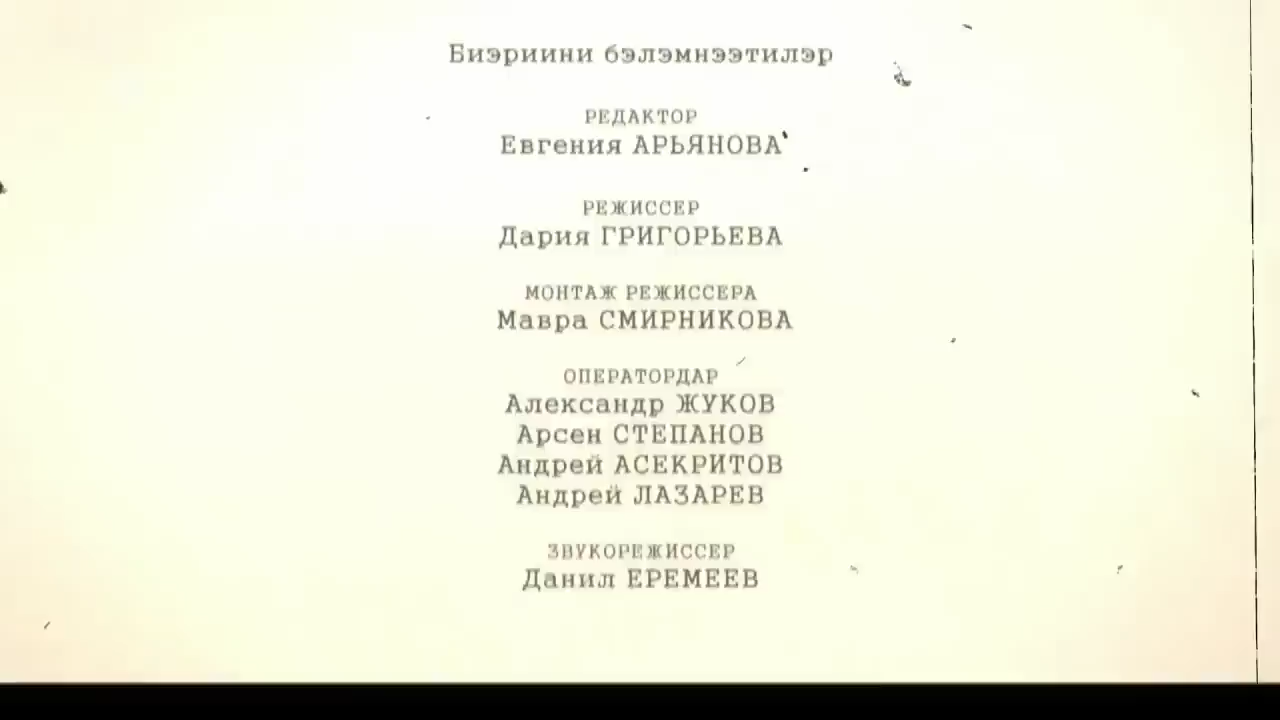 Биэриини бэлэмнээтилэр
РЕДАКТОР
Евгения АРЬЯНОВА
РЕЖИССЕР
Дария ГРИГОРЬЕВА
МОНТАЖ РЕЖИССЕРА
Мавра СМИРНИКОВА
ОПЕРАТОРДАР
Александр ЖУКОВ
Арсен СТЕПАНОВ
Андрей АСЕКРИТОВ
Андрей ЛАЗАРЕВ
ЗВУКОРЕЖИССЕР
Данил ЕРЕМЕЕВ